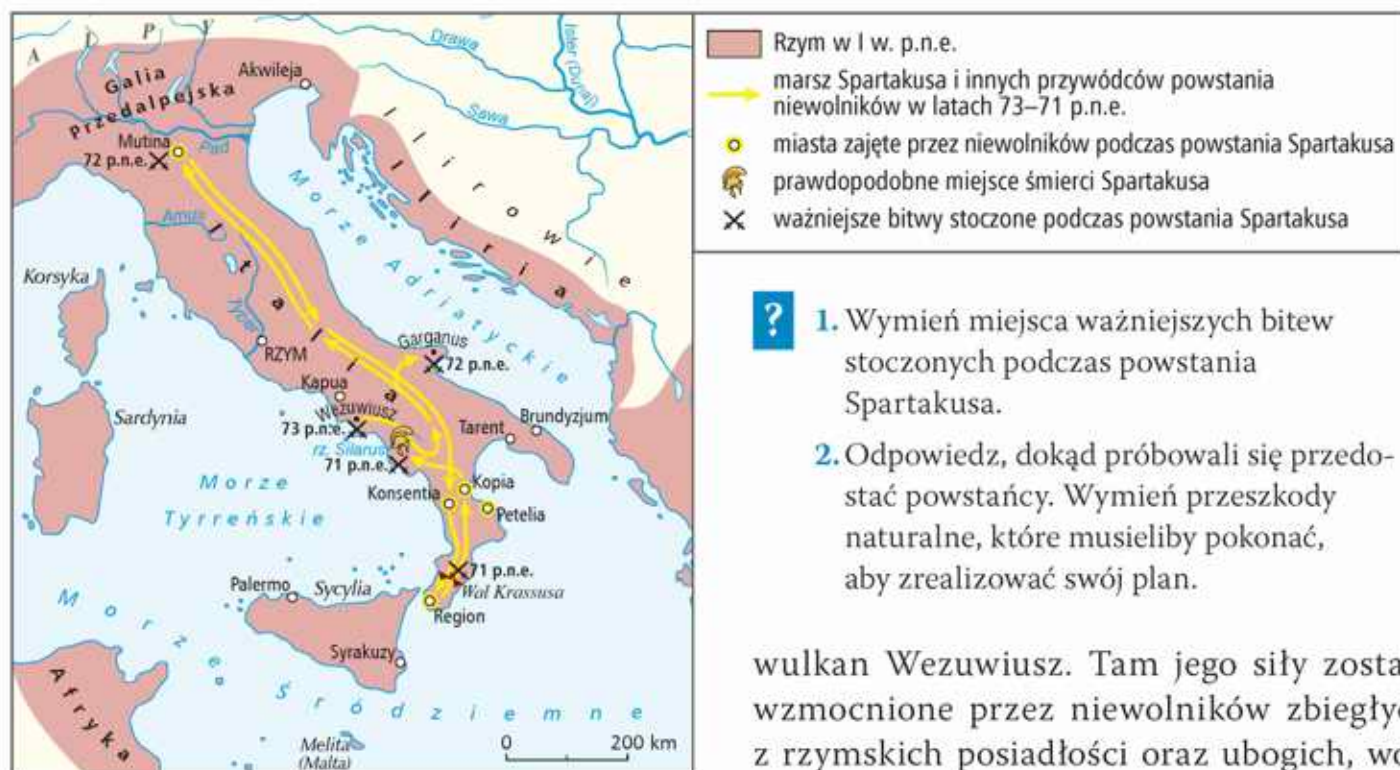 A l p y
Galia
Przedalpejska
Akwileja
Drawa
Ister (Dunaj)
Sawa
Mutina
72 p.n.e.
Pad
Ilirowie
Iliria
Arnus
Italia
Morze Adriatyckie
Korsyka
Tyber
RZYM
Garganus
72 p.n.e.
Kapua
Wezuwiusz
73 p.n.e.
Sardynia
Tarent
Brundyzjum
rz. Silarus
71 p.n.e.
Morze
Tyrreńskie
Konsentia
Kopia
Petelia
71 p.n.e.
Wał Krassusa
Palermo
Sycylia
Region
Syrakuzy
Morze Śródziemne
Afryka
Melita
(Malta)
0 200 km
Rzym w I w. p.n.e.
marsz Spartakusa i innych przywódców powstania
niewolników w latach 73–71 p.n.e.
miasta zajęte przez niewolników podczas powstania Spartakusa
prawdopodobne miejsce śmierci Spartakusa
ważniejsze bitwy stoczone podczas powstania Spartakusa
? 1. Wymień miejsca ważniejszych bitew
stoczonych podczas powstania
Spartakusa.
2. Odpowiedz, dokąd próbowali się przedo-
stać powstańcy. Wymień przeszkody
naturalne, które musieliby pokonać,
aby zrealizować swój plan.
wulkan Wezuwiusz. Tam jego siły zosta
wzmocnione przez niewolników zbiegłyc
z rzymskich posiadłości oraz ubogich, wo